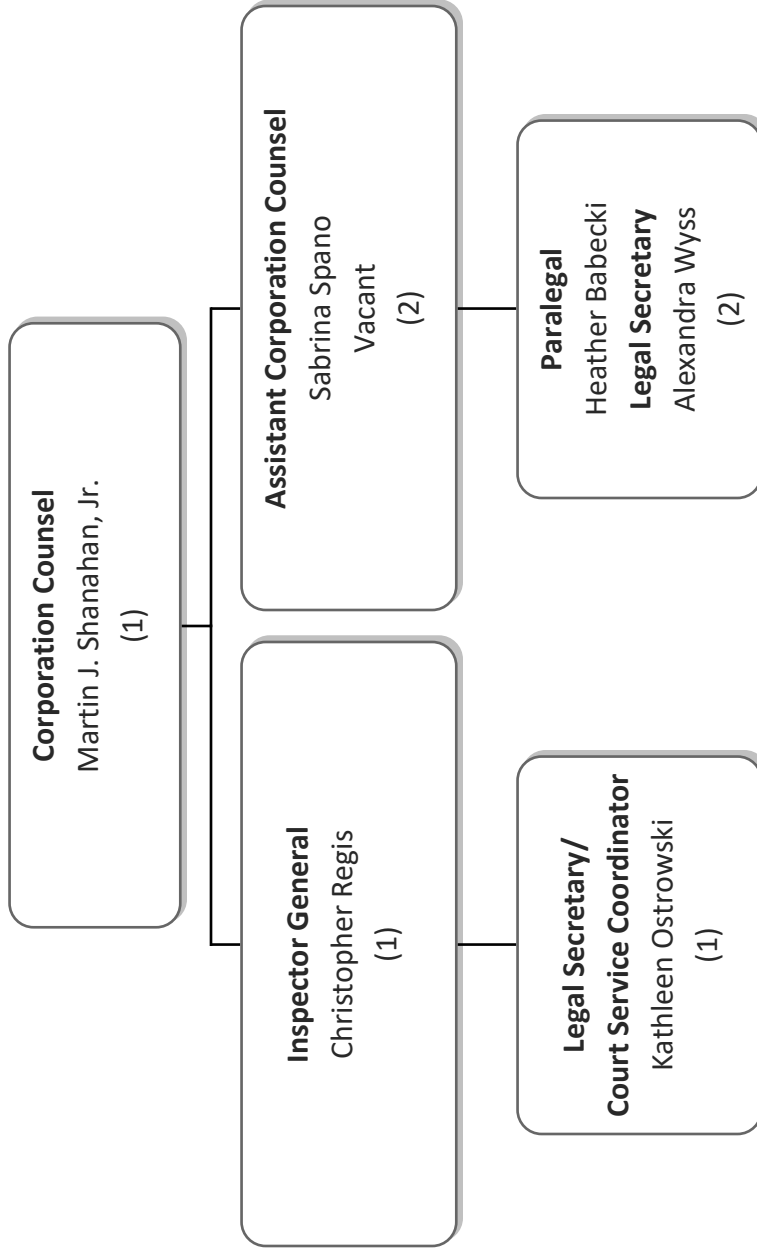 Corporation Counsel
Martin J. Shanahan, Jr.
(1)
Inspector General
Christopher Regis
(1)
Assistant Corporation Counsel
Sabrina Spano
Vacant
(2)
Legal Secretary/
Court Service Coordinator
Kathleen Ostrowski
(1)
Paralegal
Heather Babecki
Legal Secretary
Alexandra Wyss
(2)